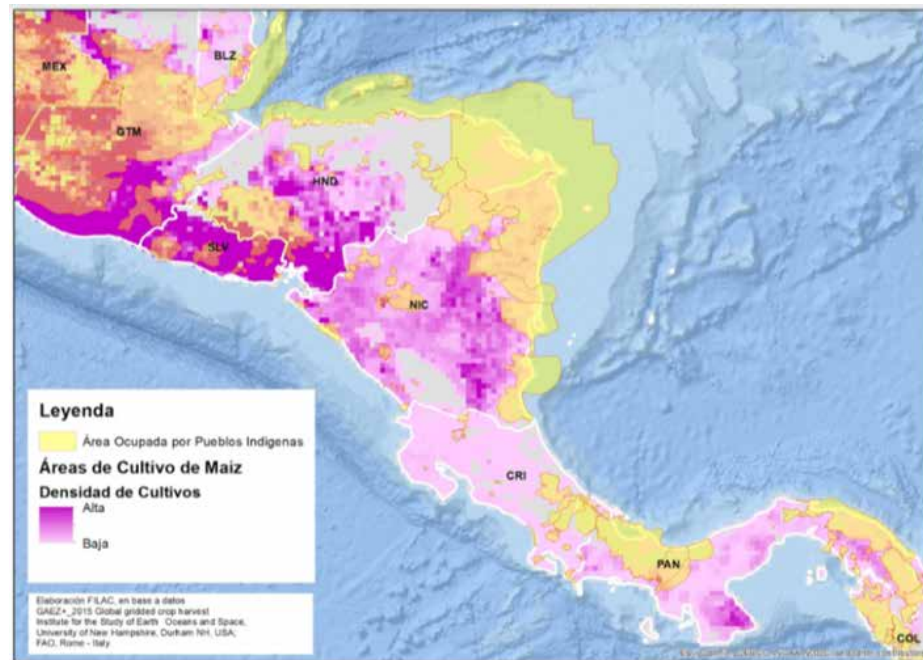 BLZ
MEX
GTM
HND
SLV
NIC
Leyenda
Área Ocupada por Pueblos Indígenas
Áreas de Cultivo de Maiz
Densidad de Cultivos
Alta
Baja
CRI
PAN
COL
Elaboración FILAC, en base a datos
GAEZ+_2015 Global gridded crop harvest
Institute for the Study of Earth Oceans and Space,
University of New Hampshire, Durham NH, USA;
FAO, Rome - Italy